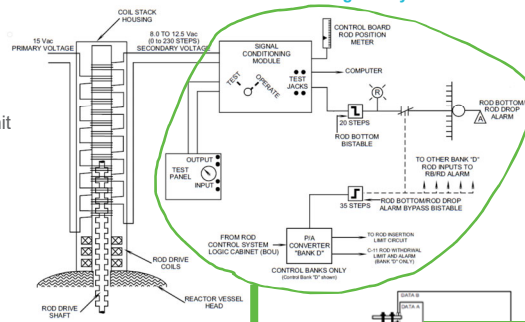 COIL STACK
HOUSING
15 Vac
PRIMARY VOLTAGE
8.0 TO 12.5 Vac
(0 to 230 STEPS)
SECONDARY VOLTAGE
SIGNAL
CONDITIONING
MODULE
TEST
OPERATE
TEST
JACKS
CONTROL BOARD
ROD POSITION
METER
COMPUTER
R
20 STEPS
ROD BOTTOM
BISTABLE
ROD BOTTOM/
ROD DROP
ALARM
A
nit
TEST
PANEL
OUTPUT
INPUT
TO OTHER BANK "D"
ROD INPUTS TO
RB/RD ALARM
35 STEPS
ROD BOTTOM/ROD DROP
ALARM BYPASS BISTABLE
FROM ROD
CONTROL SYSTEM
LOGIC CABINET (BOU)
P/A
CONVERTER
"BANK D"
TO ROD INSERTION
LIMIT CIRCUIT
C-11 ROD WITHDRIWAL
LIMIT AND ALARM
(BANK "D" ONLY)
CONTROL BANKS ONLY
(Control Bank "D" shown)
ROD DRIVE
COILS
ROD DRIVE
SHAFT
REACTOR VESSEL
HEAD
DATA B
DATA A